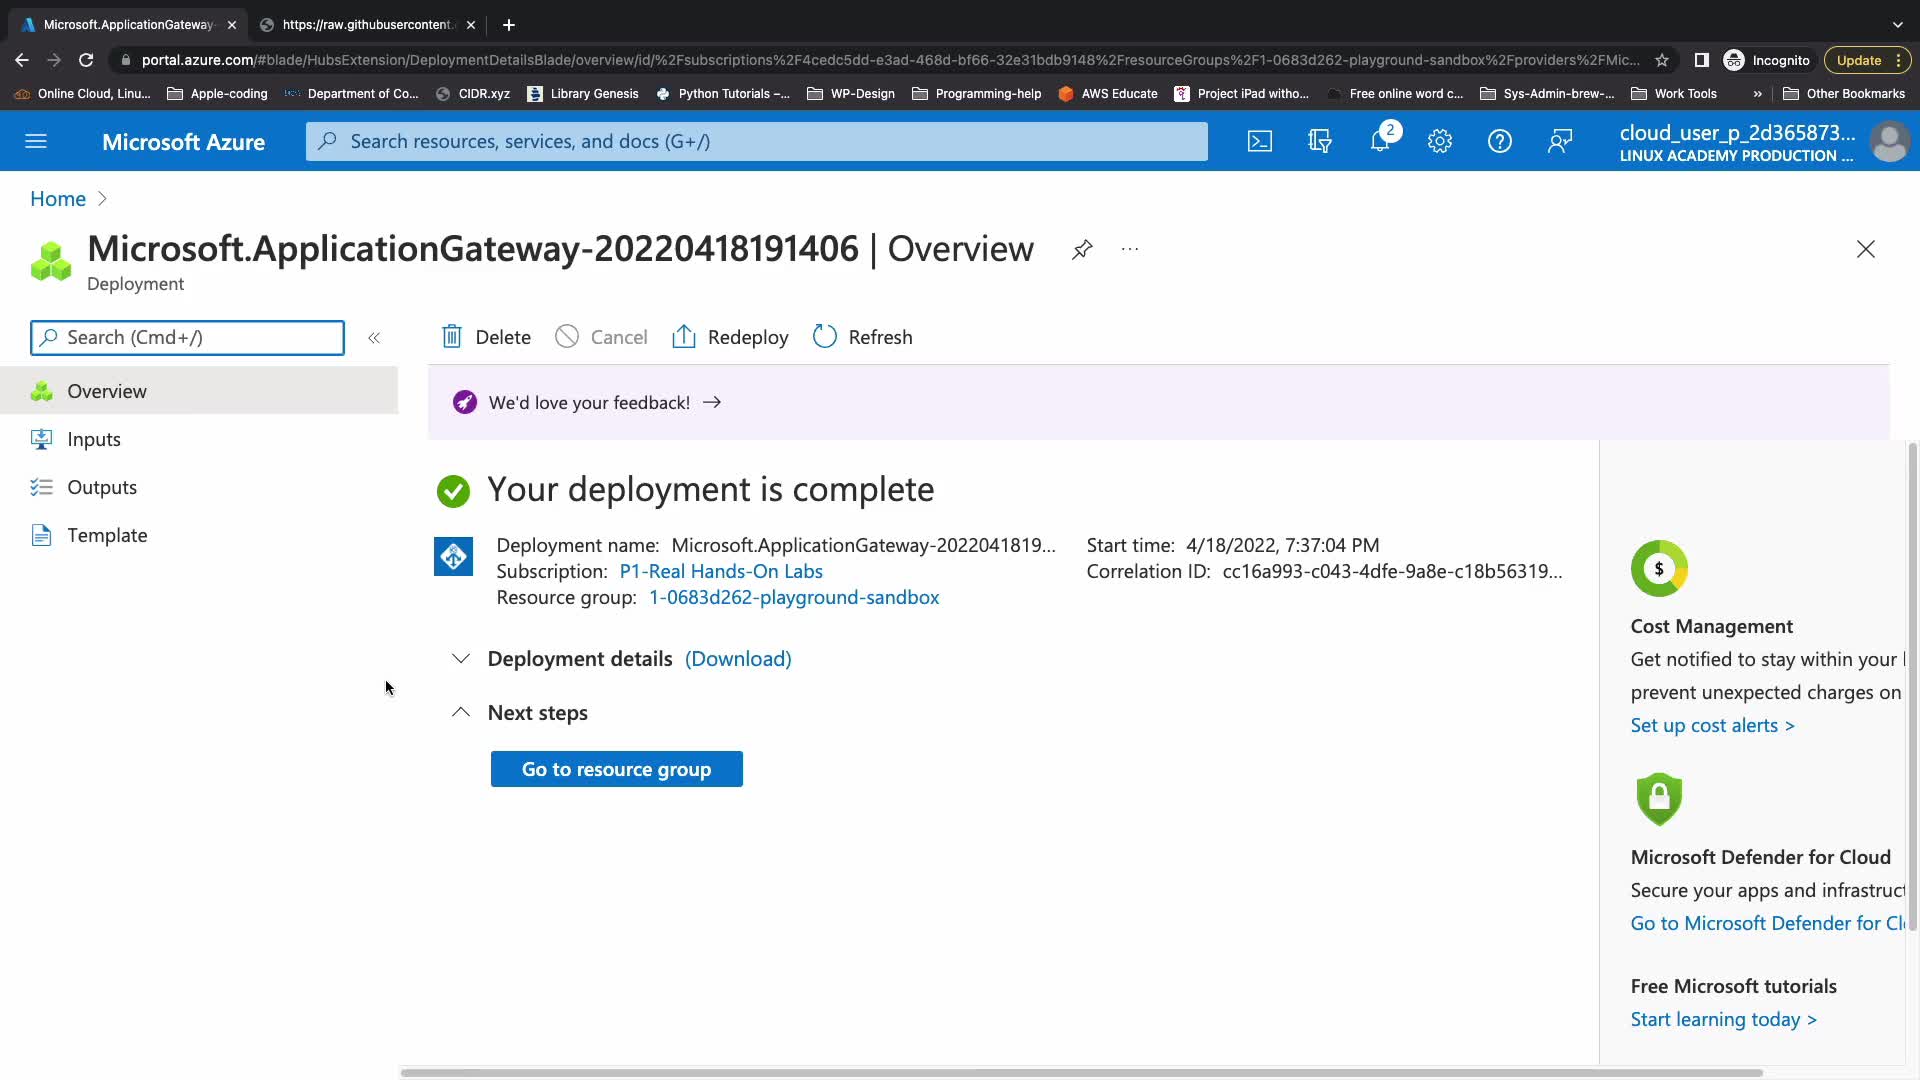 Microsoft.ApplicationGateway-
https://raw.githubusercontent.c
portal.azure.com/#blade/HubsExtension/DeploymentDetailsBlade/overview/id/%2Fsubscriptions%2F4cedc5dd-e3ad-468d-bf66-32e31bdb9148%2FresourceGroups%2F1-0683d262-playground-sandbox%2Fproviders%2FMic...
Incognito
Update
Online Cloud, Linu...
Apple-coding
Department of Co...
CIDR.xyz
Library Genesis
Python Tutorials –...
WP-Design
Programming-help
AWS Educate
Project iPad witho...
Free online word c...
Sys-Admin-brew-...
Work Tools
»
Other Bookmarks
Microsoft Azure
Search resources, services, and docs (G+/)
2
cloud_user_p_2d365873...
LINUX ACADEMY PRODUCTION ...
Home
Microsoft.ApplicationGateway-20220418191406 | Overview
...
Deployment
Search (Cmd+/)
«
Delete
Cancel
Redeploy
Refresh
Overview
Inputs
Outputs
Template
We'd love your feedback!
Your deployment is complete
Deployment name: Microsoft.ApplicationGateway-2022041819...
Subscription: P1-Real Hands-On Labs
Resource group: 1-0683d262-playground-sandbox
Start time: 4/18/2022, 7:37:04 PM
Correlation ID: cc16a993-c043-4dfe-9a8e-c18b56319...
Deployment details (Download)
Next steps
Go to resource group
$
Cost Management
Get notified to stay within your
prevent unexpected charges on
Set up cost alerts >
Microsoft Defender for Cloud
Secure your apps and infrastruct
Go to Microsoft Defender for Cl
Free Microsoft tutorials
Start learning today >